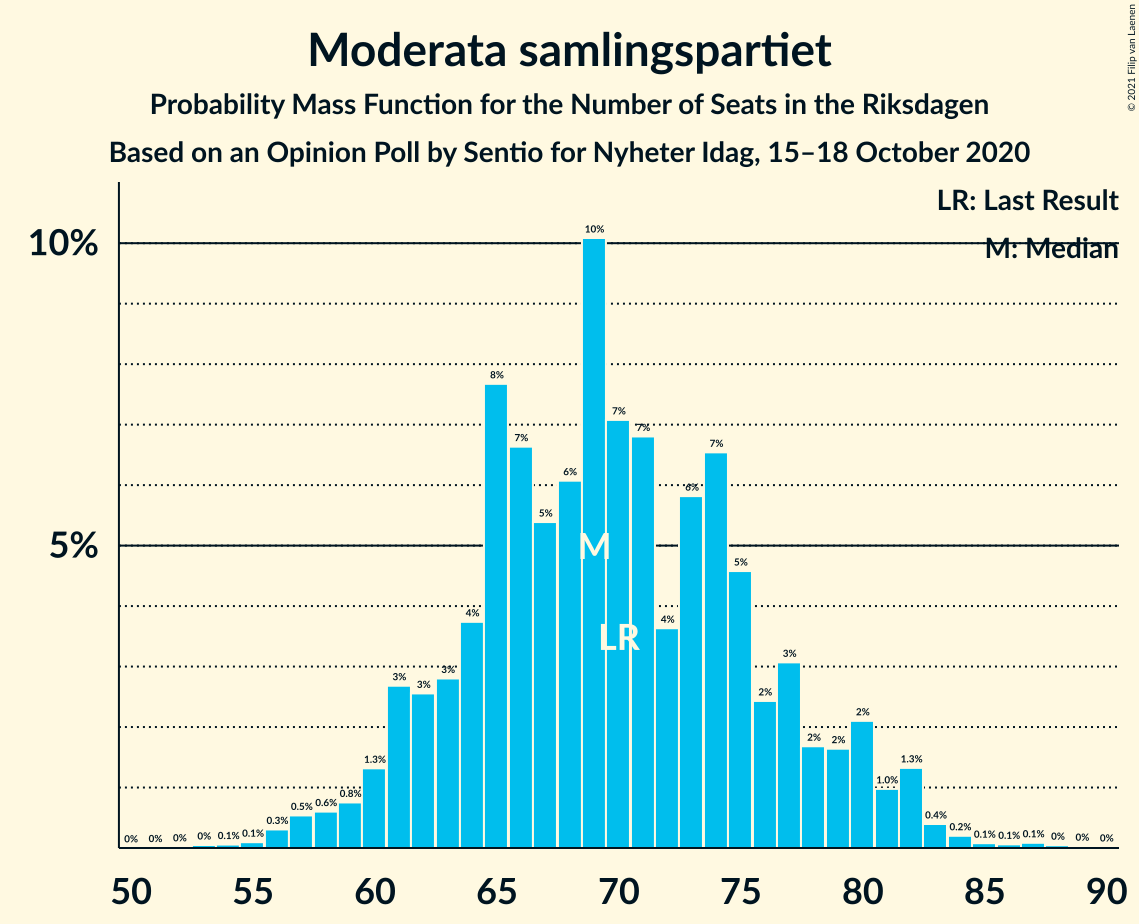 Moderata samlingspartiet
Probability Mass Function for the Number of Seats in the Riksdagen
Based on an Opinion Poll by Sentio for Nyheter Idag, 15–18 October 2020
© 2021 Filip van Laenen
LR: Last Result
M: Median
10%
5%
0% 0% 0% 0% 0.1% 0.1% 0.3% 0.5% 0.6% 0.8% 1.3% 3% 3% 3% 4% 8% 7% 5% 6% 10% 7% 7% 4% 6% 7% 5% 2% 3% 2% 2% 2% 1.0% 1.3% 0.4% 0.2% 0.1% 0.1% 0.1% 0% 0% 0%
M
LR
50 55 60 65 70 75 80 85 90